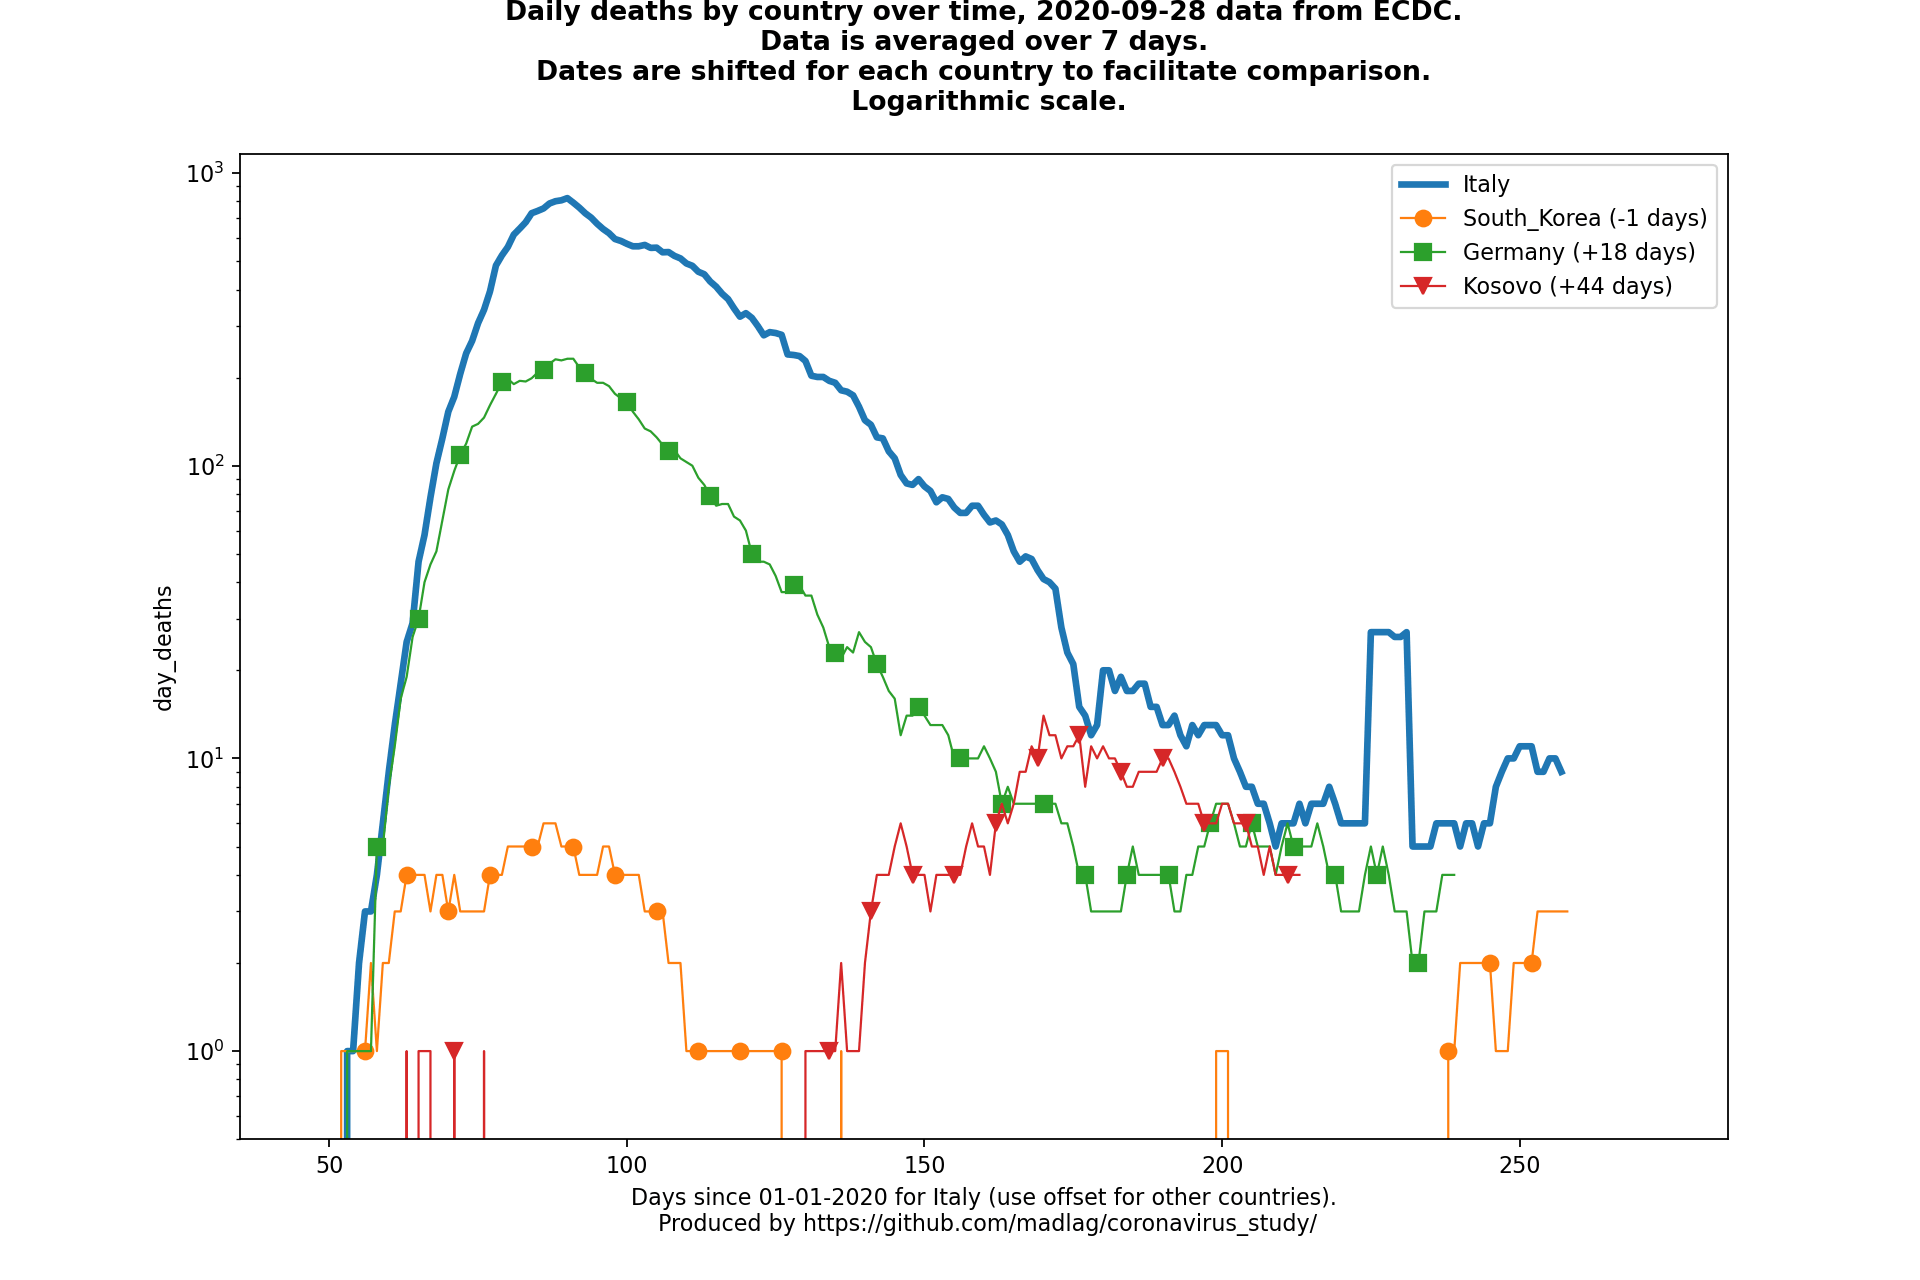 Daily deaths by country over time, 2020-09-28 data from ECDC.
Data is averaged over 7 days.
Dates are shifted for each country to facilitate comparison.
Logarithmic scale.
10³
10²
10¹
10⁰
day_deaths
Italy
South_Korea (-1 days)
Germany (+18 days)
Kosovo (+44 days)
50 100 150 200 250
Days since 01-01-2020 for Italy (use offset for other countries).
Produced by https://github.com/madlag/coronavirus_study/